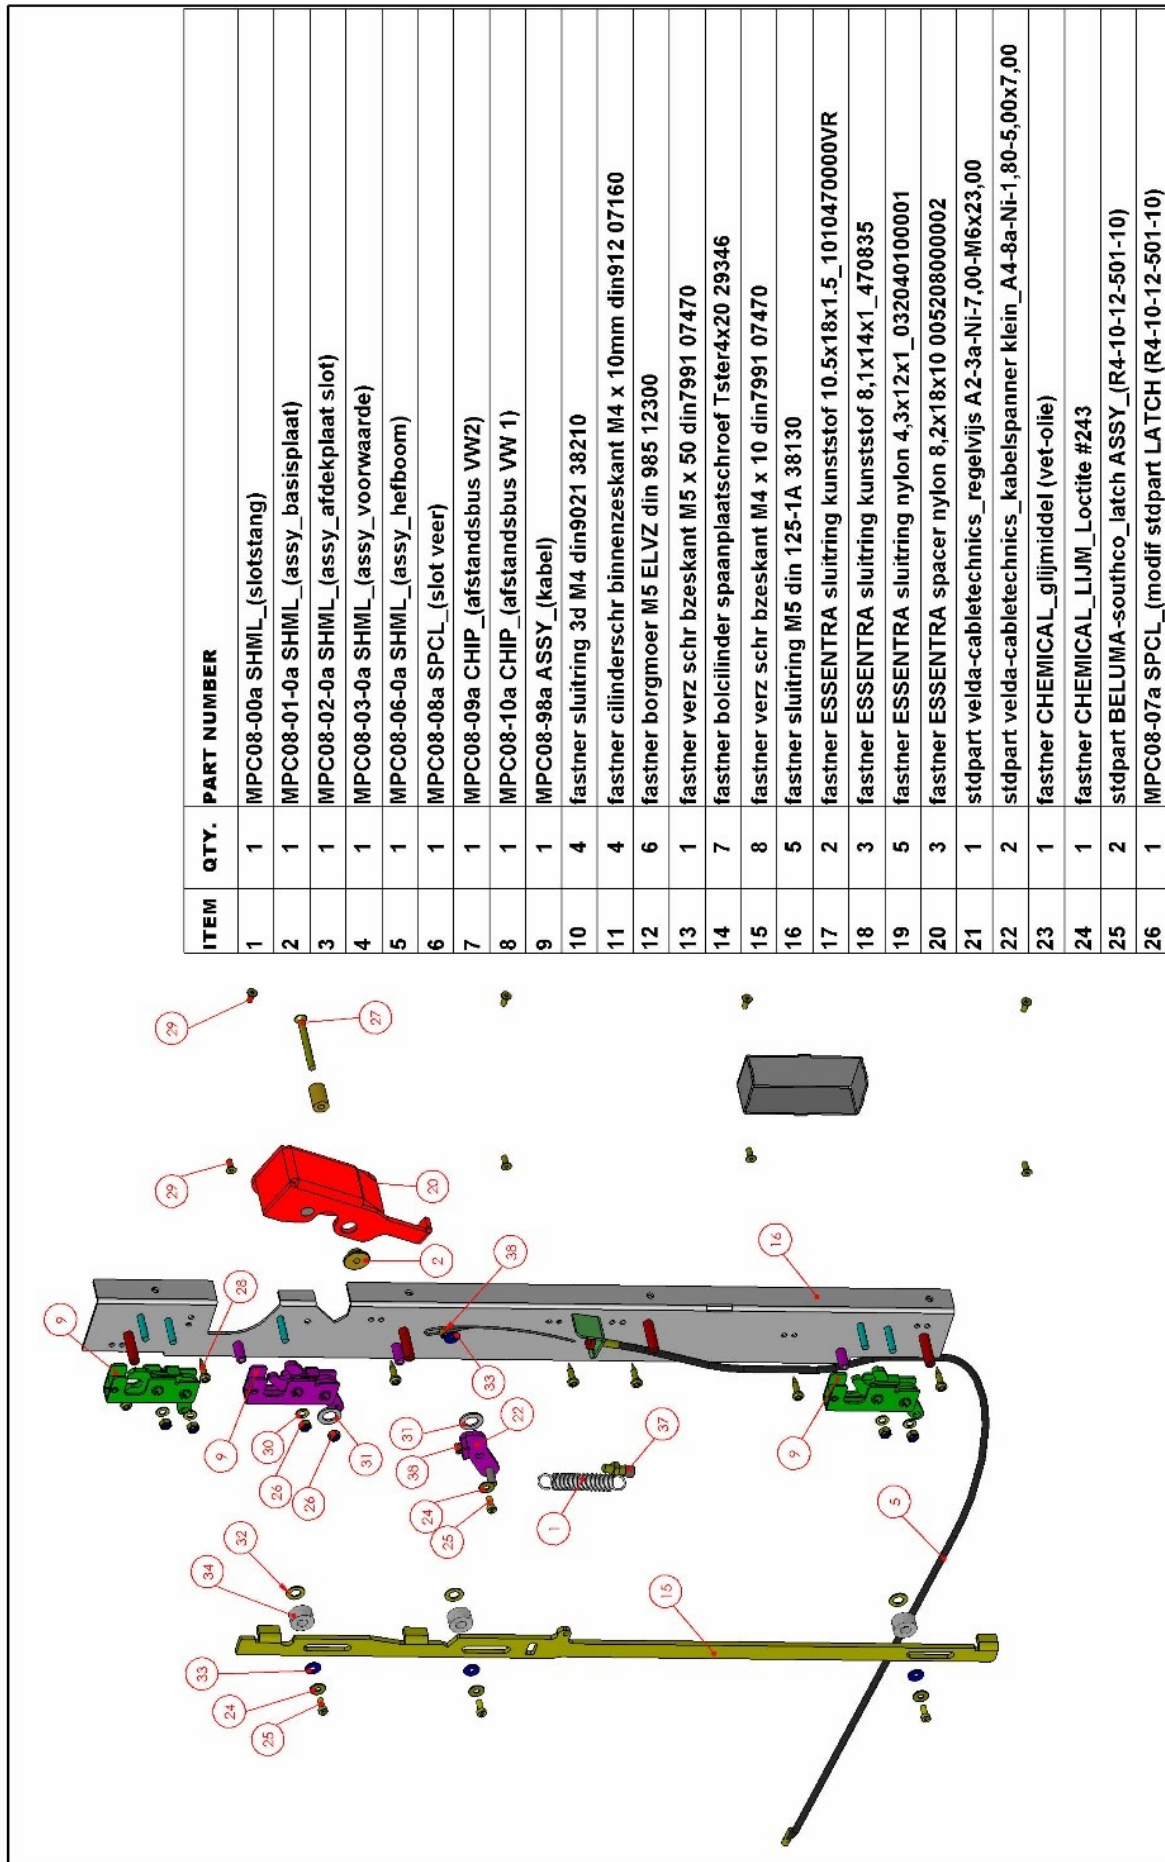 ITEM QTY. PART NUMBER
1 1 MPC08-00a SHML_(slotstang)
2 1 MPC08-01-0a SHML_(assy_basisplaat)
3 1 MPC08-02-0a SHML_(assy_afdekplaat slot)
4 1 MPC08-03-0a SHML_(assy_voorwaarde)
5 1 MPC08-06-0a SHML_(assy_hefboom)
6 1 MPC08-08a SPCL_(slot veer)
7 1 MPC08-09a CHIP_(afstandsbus VW2)
8 1 MPC08-10a CHIP_(afstandsbus VW 1)
9 1 MPC08-98a ASSY_(kabel)
10 4 fastner sluitring 3d M4 din9021 38210
11 4 fastner cilinderschr binnenzeskant M4 x 10mm din912 07160
12 6 fastner borgmoer M5 ELVZ din 985 12300
13 1 fastner verz schr bzeskant M5 x 50 din7991 07470
14 7 fastner bolcilinder spaanplaatschroef Tster4x20 29346
15 8 fastner verz schr bzeskant M4 x 10 din7991 07470
16 5 fastner sluitring M5 din 125-1A 38130
17 2 fastner ESSENTRA sluitring kunststof 10.5x18x1.5_1010470000VR
18 3 fastner ESSENTRA sluitring kunststof 8,1x14x1_470835
19 5 fastner ESSENTRA sluitring nylon 4,3x12x1_03204010001
20 3 fastner ESSENTRA spacer nylon 8,2x18x10 005208000002
21 1 stdpart velda-cabletechnics_regelvijs A2-3a-Ni-7,00-M6x23,00
22 2 stdpart velda-cabletechnics_kabelspanner klein_A4-8a-Ni-1,80-5,00x7,00
23 1 fastner CHEMICAL_glijmiddel (vet-olie)
24 1 fastner CHEMICAL_LIJM_Loctite #243
25 2 stdpart BELUMA-southco_latch ASSY_(R4-10-12-501-10)
26 1 MPC08-07a SPCL_(modif stdpart LATCH (R4-10-12-501-10)
29
27
29
20
2
38
16
9
28
33
9
30
31
26
26
31
22
38
24
25
37
1
9
5
32
34
15
33
24
25